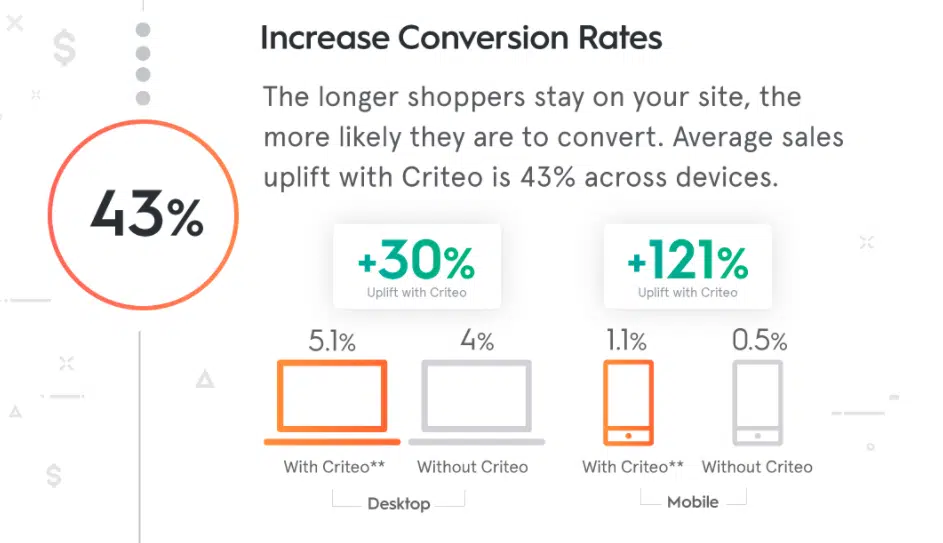 Increase Conversion Rates
The longer shoppers stay on your site, the
more likely they are to convert. Average sales
uplift with Criteo is 43% across devices.
43%
+30%
Uplift with Criteo
+121%
Uplift with Criteo
5.1%
4%
1.1%
0.5%
With Criteo**
Without Criteo
With Criteo**
Without Criteo
Desktop
Mobile